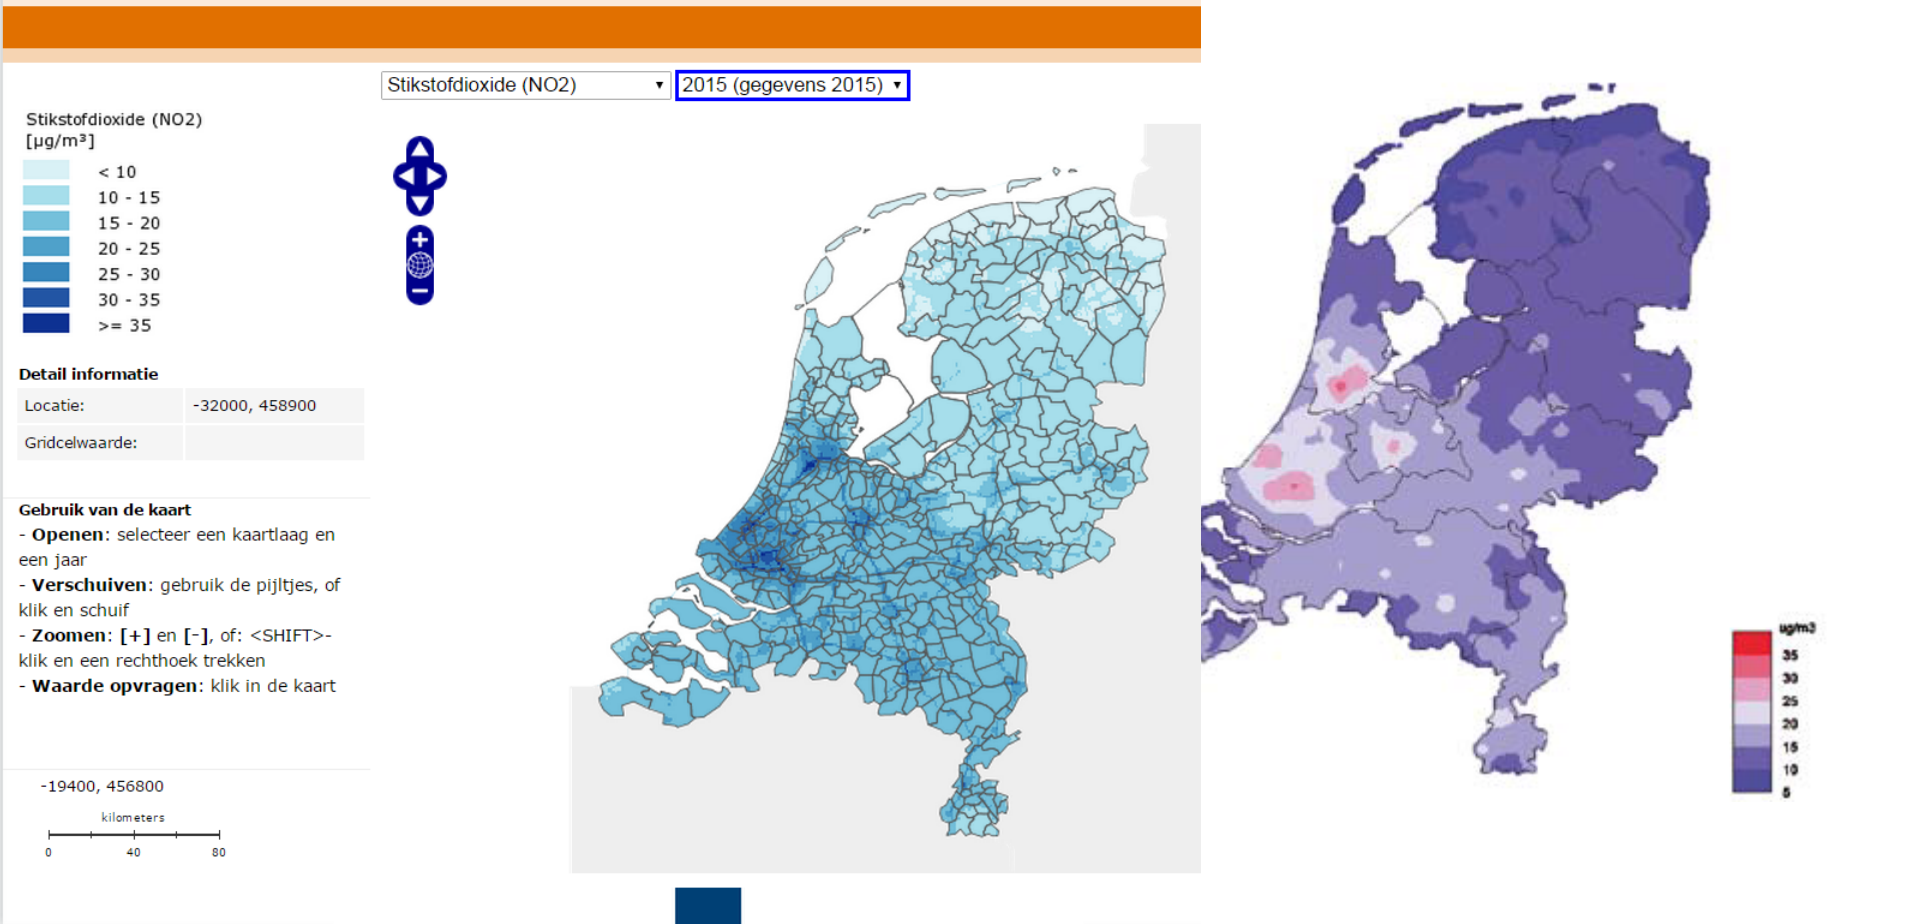 Stikstofdioxide (NO2)
2015 (gegevens 2015)
Stikstofdioxide (NO2)
[µg/m³]
< 10
10 - 15
15 - 20
20 - 25
25 - 30
30 - 35
>= 35
Detail informatie
Locatie: -32000, 458900
Gridcelwaarde:
Gebruik van de kaart
- Openen: selecteer een kaartlaag en
een jaar
- Verschuiven: gebruik de pijltjes, of
klik en schuif
- Zoomen: [+] en [-], of: <SHIFT>-
klik en een rechthoek trekken
- Waarde opvragen: klik in de kaart
-19400, 456800
kilometers
0 40 80
ug/m3
35
30
25
20
15
10
5